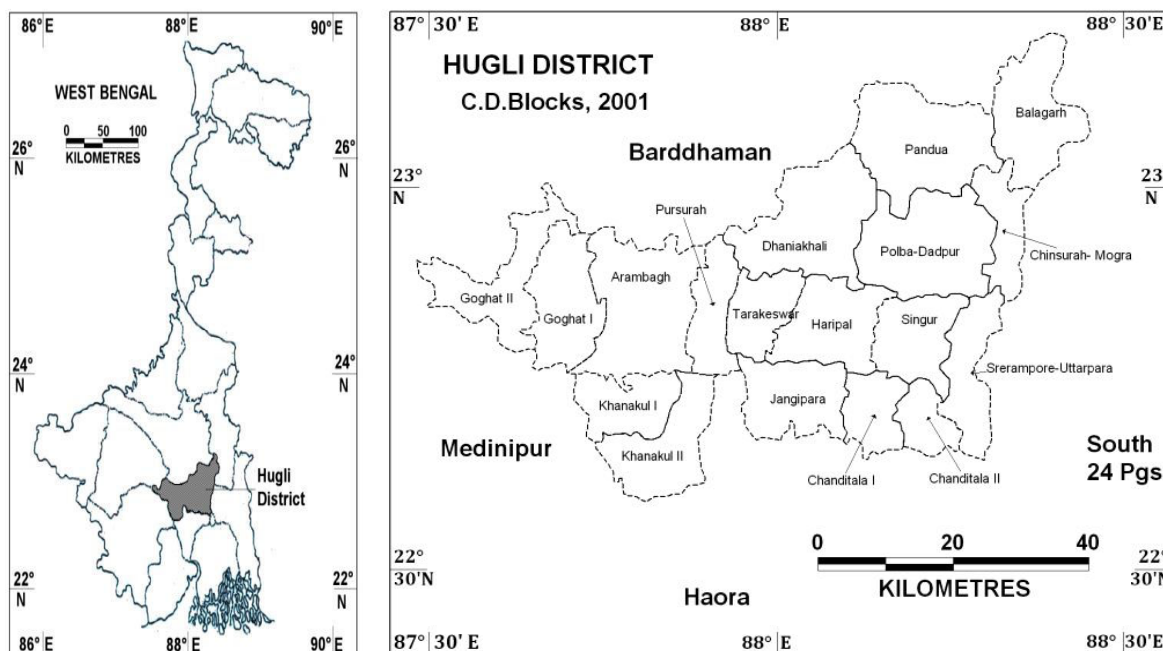 86° E
88° E
90° E
WEST BENGAL
0 50 100
KILOMETRES
26°
N
26°
N
24°
N
24°
N
Hugli
District
22°
N
22°
N
86° E
88° E
90° E
87° 30' E
88° E
88° 30' E
HUGLI DISTRICT
C.D.Blocks, 2001
Balagarh
Pandua
Barddhaman
23°
N
23°
N
Pursurah
Dhaniakhali
Polba-Dadpur
Chinsurah- Mogra
Arambagh
Goghat II
Goghat I
Tarakeswar
Haripal
Singur
Srerampore-Uttarpara
Khanakul I
Jangipara
Medinipur
Khanakul II
South
24 Pgs
Chanditala I
Chanditala II
0 20 40
KILOMETRES
22°
30'N
22°
30'N
Haora
87° 30' E
88° E
88° 30' E